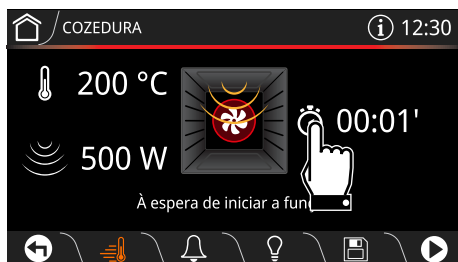 COZEDURA
i 12:30
200 °C
00:01'
500 W
À espera de iniciar a fun